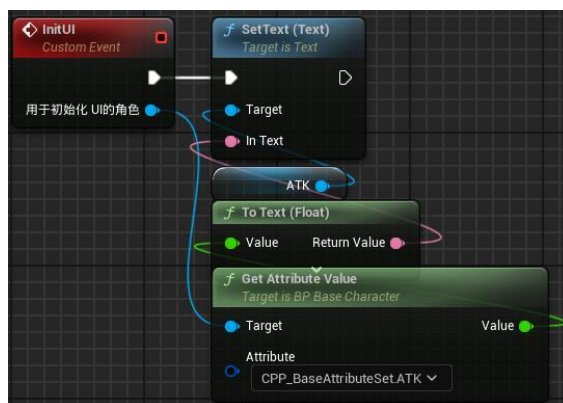 InitUI
Custom Event
用于初始化 UI的角色
f SetText (Text)
Target is Text
Target
In Text
ATK
f To Text (Float)
Value Return Value
f Get Attribute Value
Target is BP Base Character
Target Value
Attribute
CPP_BaseAttributeSet.ATK